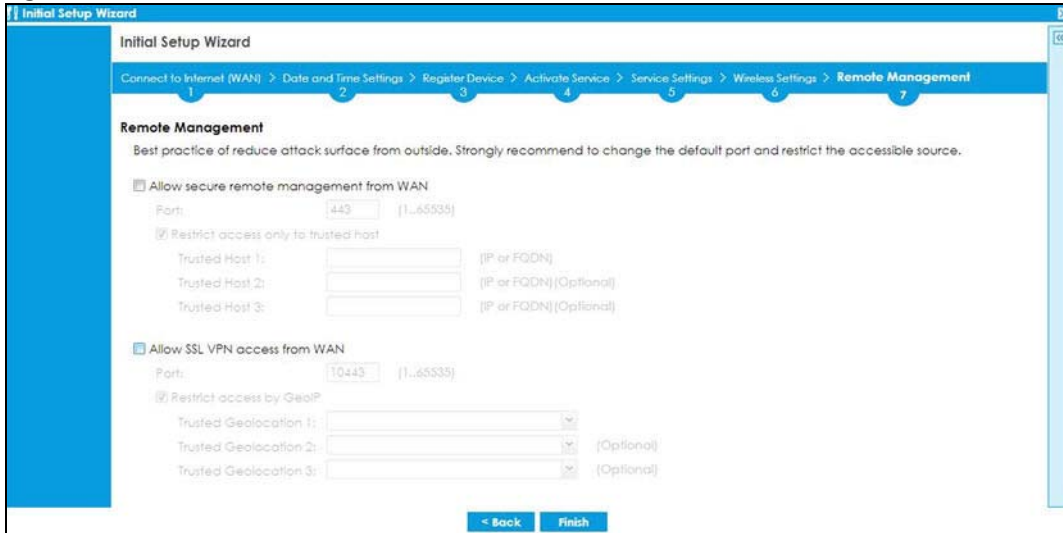 Initial Setup Wizard
Initial Setup Wizard
Connect to Internet (WAN) > Date and Time Settings > Register Device > Activate Service > Service Settings > Wireless Settings > Remote Management
1 2 3 4 5 6 7
Remote Management
Best practice of reduce attack surface from outside. Strongly recommend to change the default port and restrict the accessible source.
Allow secure remote management from WAN
Port: 443 (1..65535)
Restrict access only to trusted host
Trusted Host 1: (IP or FQDN)
Trusted Host 2: (IP or FQDN)(Optional)
Trusted Host 3: (IP or FQDN)(Optional)
Allow SSL VPN access from WAN
Port: 10443 (1..65535)
Restrict access by GeoIP
Trusted Geolocation 1:
Trusted Geolocation 2: (Optional)
Trusted Geolocation 3: (Optional)
< Back Finish